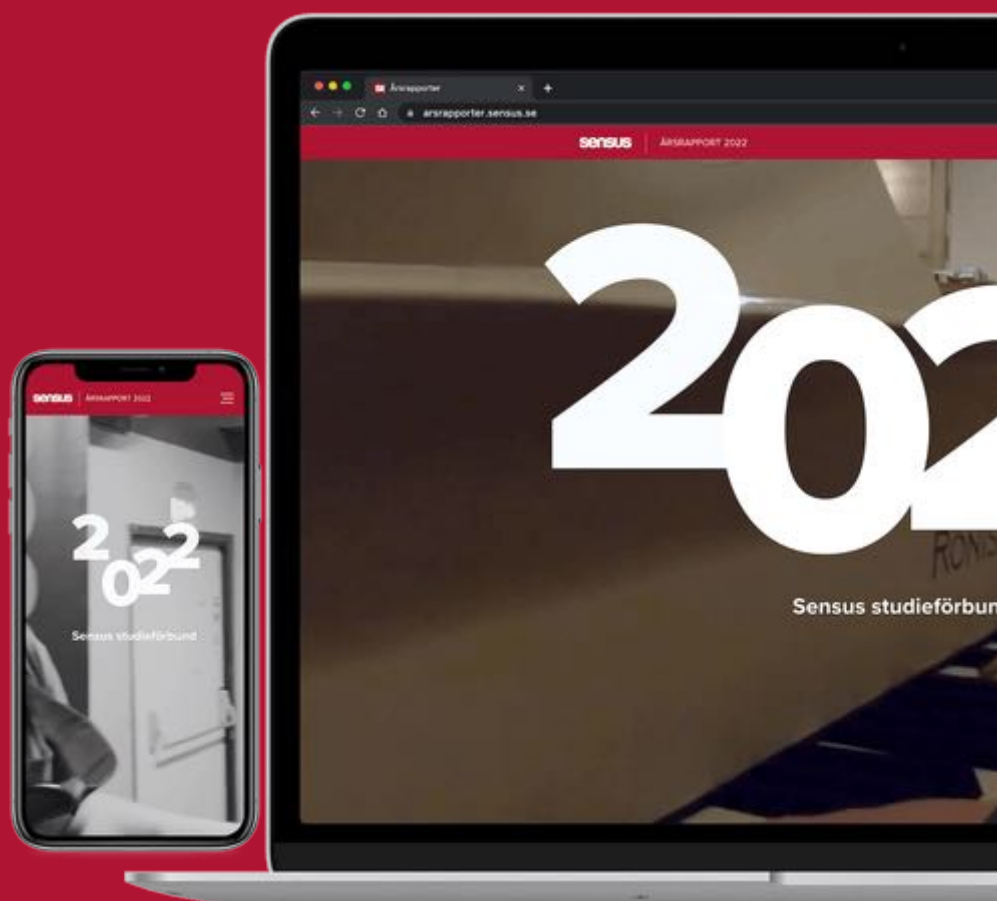 Årsrapporter
arsrapporter.sensus.se
sensus | ÅRSRAPPORT 2022
202
Sensus studieförbun
sensus | ÅRSRAPPORT 2022
2022
Sensus studieförbund